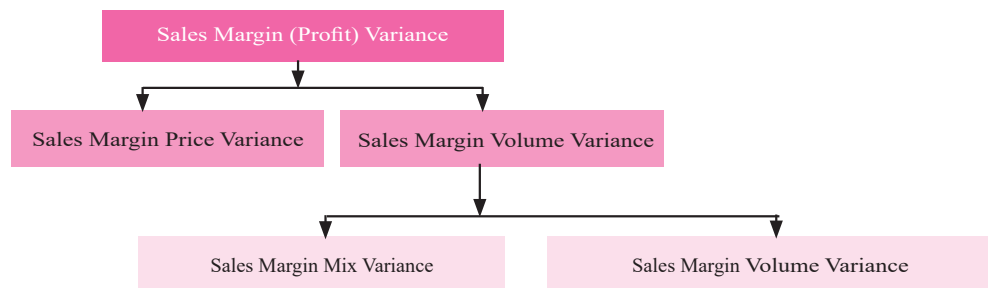 Sales Margin (Profit) Variance
Sales Margin Price Variance
Sales Margin Volume Variance
Sales Margin Mix Variance
Sales Margin Volume Variance